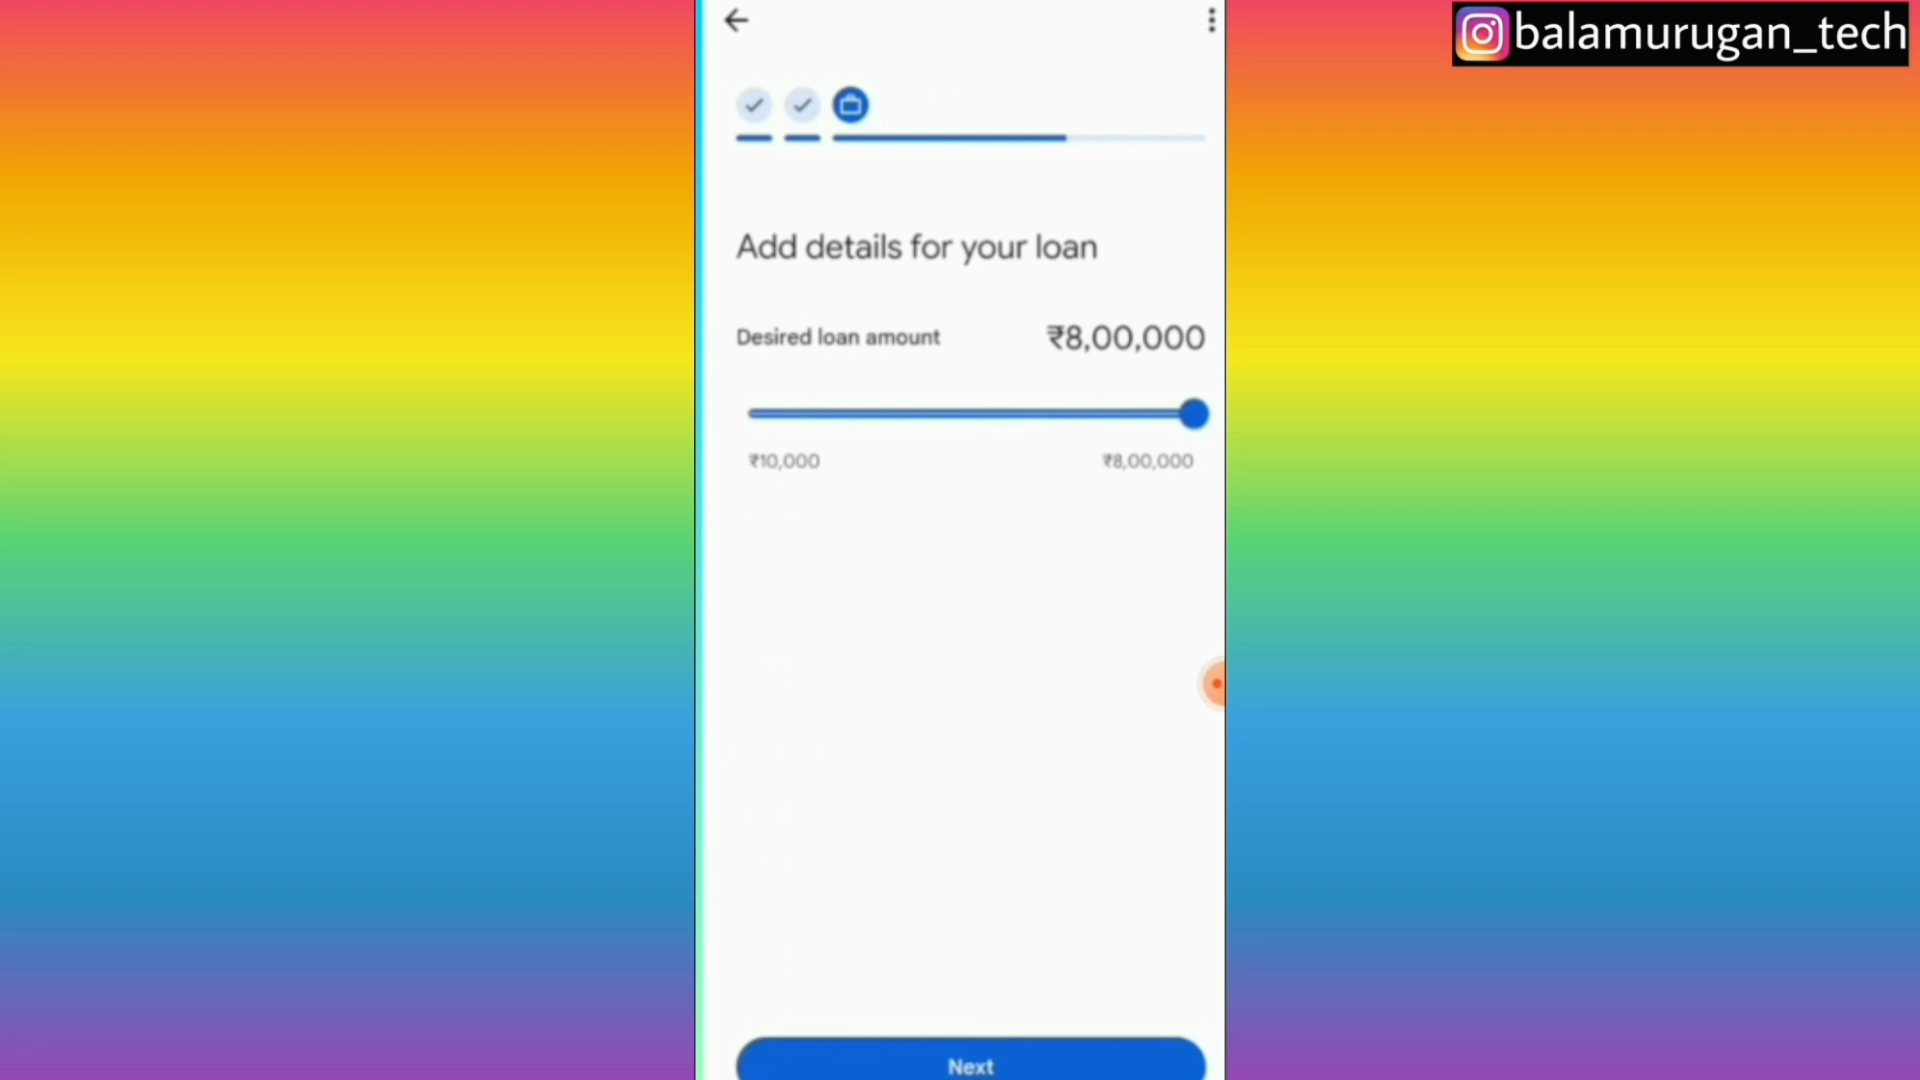 balamurugan_tech
Add details for your loan
Desired loan amount ₹8,00,000
₹10,000 ₹8,00,000
Next